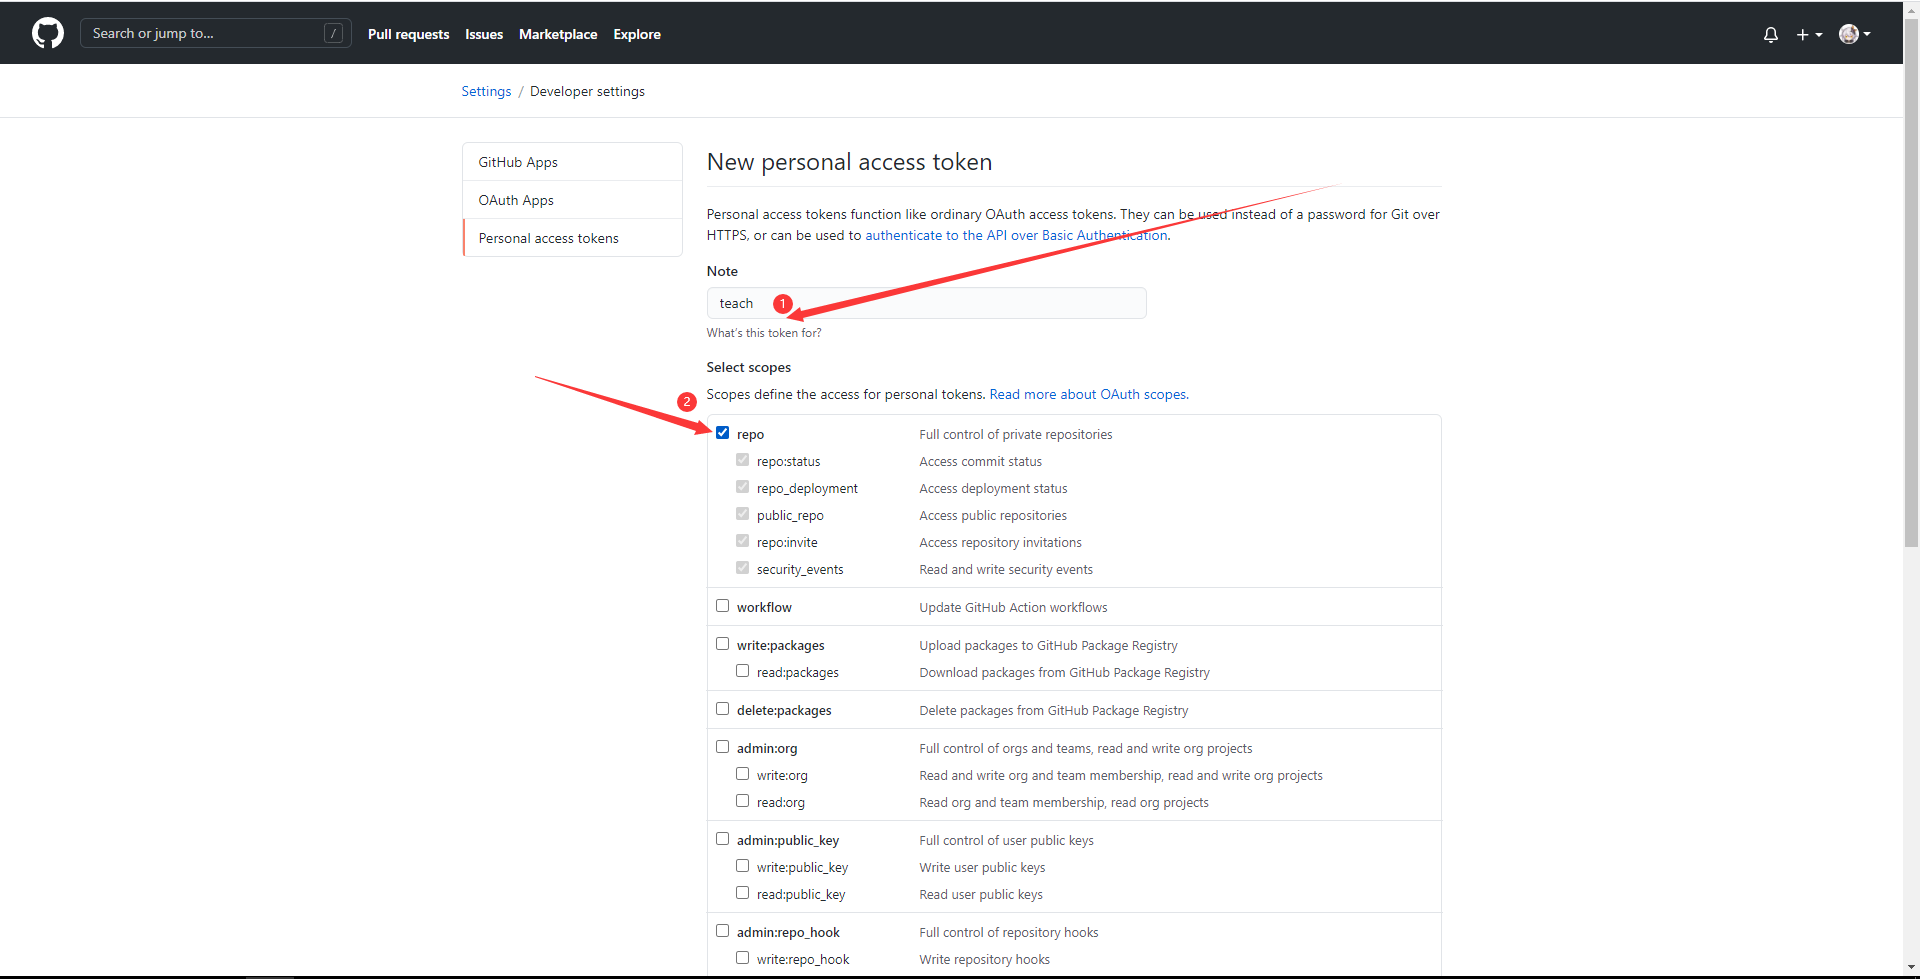 Search or jump to... /
Pull requests Issues Marketplace Explore
Settings / Developer settings
GitHub Apps
OAuth Apps
Personal access tokens
New personal access token
Personal access tokens function like ordinary OAuth access tokens. They can be used instead of a password for Git over
HTTPS, or can be used to authenticate to the API over Basic Authentication.
Note
teach 1
What's this token for?
Select scopes
2
Scopes define the access for personal tokens. Read more about OAuth scopes.
repo Full control of private repositories
repo:status Access commit status
repo_deployment Access deployment status
public_repo Access public repositories
repo:invite Access repository invitations
security_events Read and write security events
workflow Update GitHub Action workflows
write:packages Upload packages to GitHub Package Registry
read:packages Download packages from GitHub Package Registry
delete:packages Delete packages from GitHub Package Registry
admin:org Full control of orgs and teams, read and write org projects
write:org Read and write org and team membership, read and write org projects
read:org Read org and team membership, read org projects
admin:public_key Full control of user public keys
write:public_key Write user public keys
read:public_key Read user public keys
admin:repo_hook Full control of repository hooks
write:repo_hook Write repository hooks